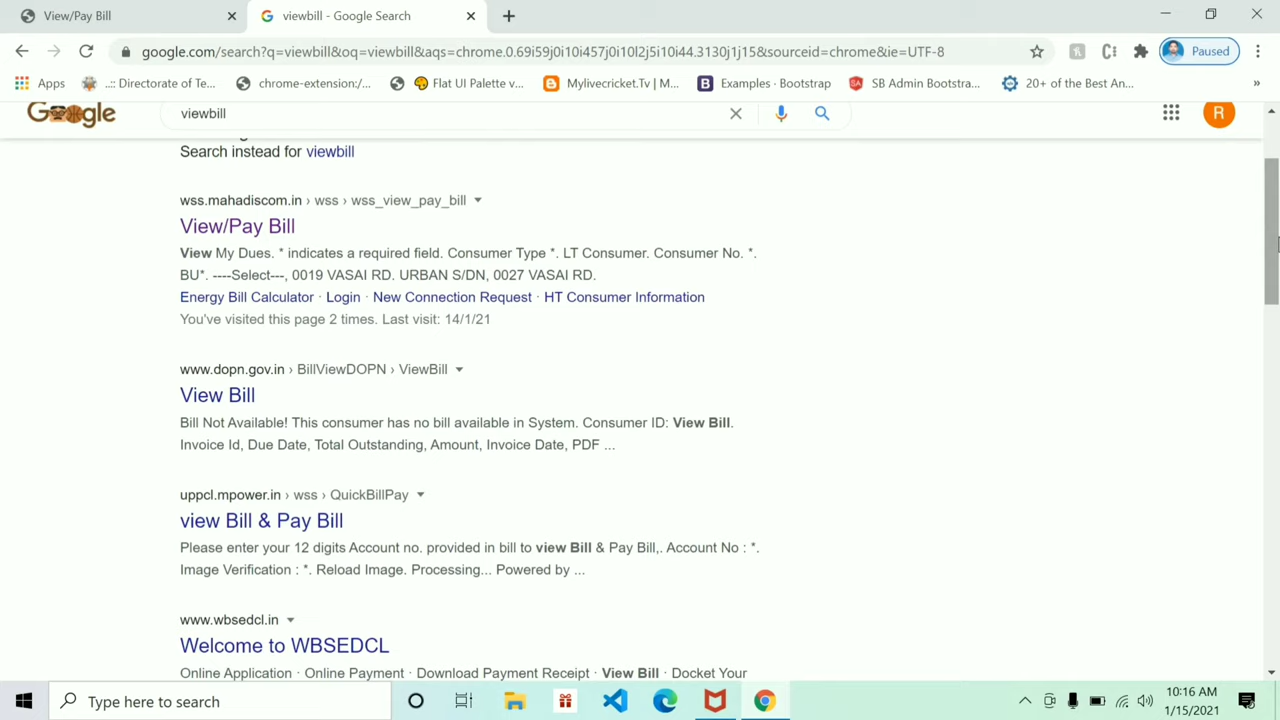 View/Pay Bill
viewbill - Google Search
google.com/search?q=viewbill&oq=viewbill&aqs=chrome.0.69i59j0i10i457j0i10l2j5i10i44.3130j1j15&sourceid=chrome&ie=UTF-8
Paused
Apps
..:: Directorate of Te...
chrome-extension:/...
Flat UI Palette v...
Mylivecricket.Tv | M...
Examples · Bootstrap
SB Admin Bootstra...
20+ of the Best An...
»
Google
viewbill
R
Search instead for viewbill
wss.mahadiscom.in › wss › wss_view_pay_bill
View/Pay Bill
View My Dues. * indicates a required field. Consumer Type *. LT Consumer. Consumer No. *.
BU*. ----Select---, 0019 VASAI RD. URBAN S/DN, 0027 VASAI RD.
Energy Bill Calculator · Login · New Connection Request · HT Consumer Information
You've visited this page 2 times. Last visit: 14/1/21
www.dopn.gov.in › BillViewDOPN › ViewBill
View Bill
Bill Not Available! This consumer has no bill available in System. Consumer ID: View Bill.
Invoice Id, Due Date, Total Outstanding, Amount, Invoice Date, PDF ...
uppcl.mpower.in › wss › QuickBillPay
view Bill & Pay Bill
Please enter your 12 digits Account no. provided in bill to view Bill & Pay Bill,. Account No : *.
Image Verification : *. Reload Image. Processing... Powered by ...
www.wbsedcl.in
Welcome to WBSEDCL
Online Application · Online Payment · Download Payment Receipt · View Bill · Docket Your
Type here to search
10:16 AM
1/15/2021